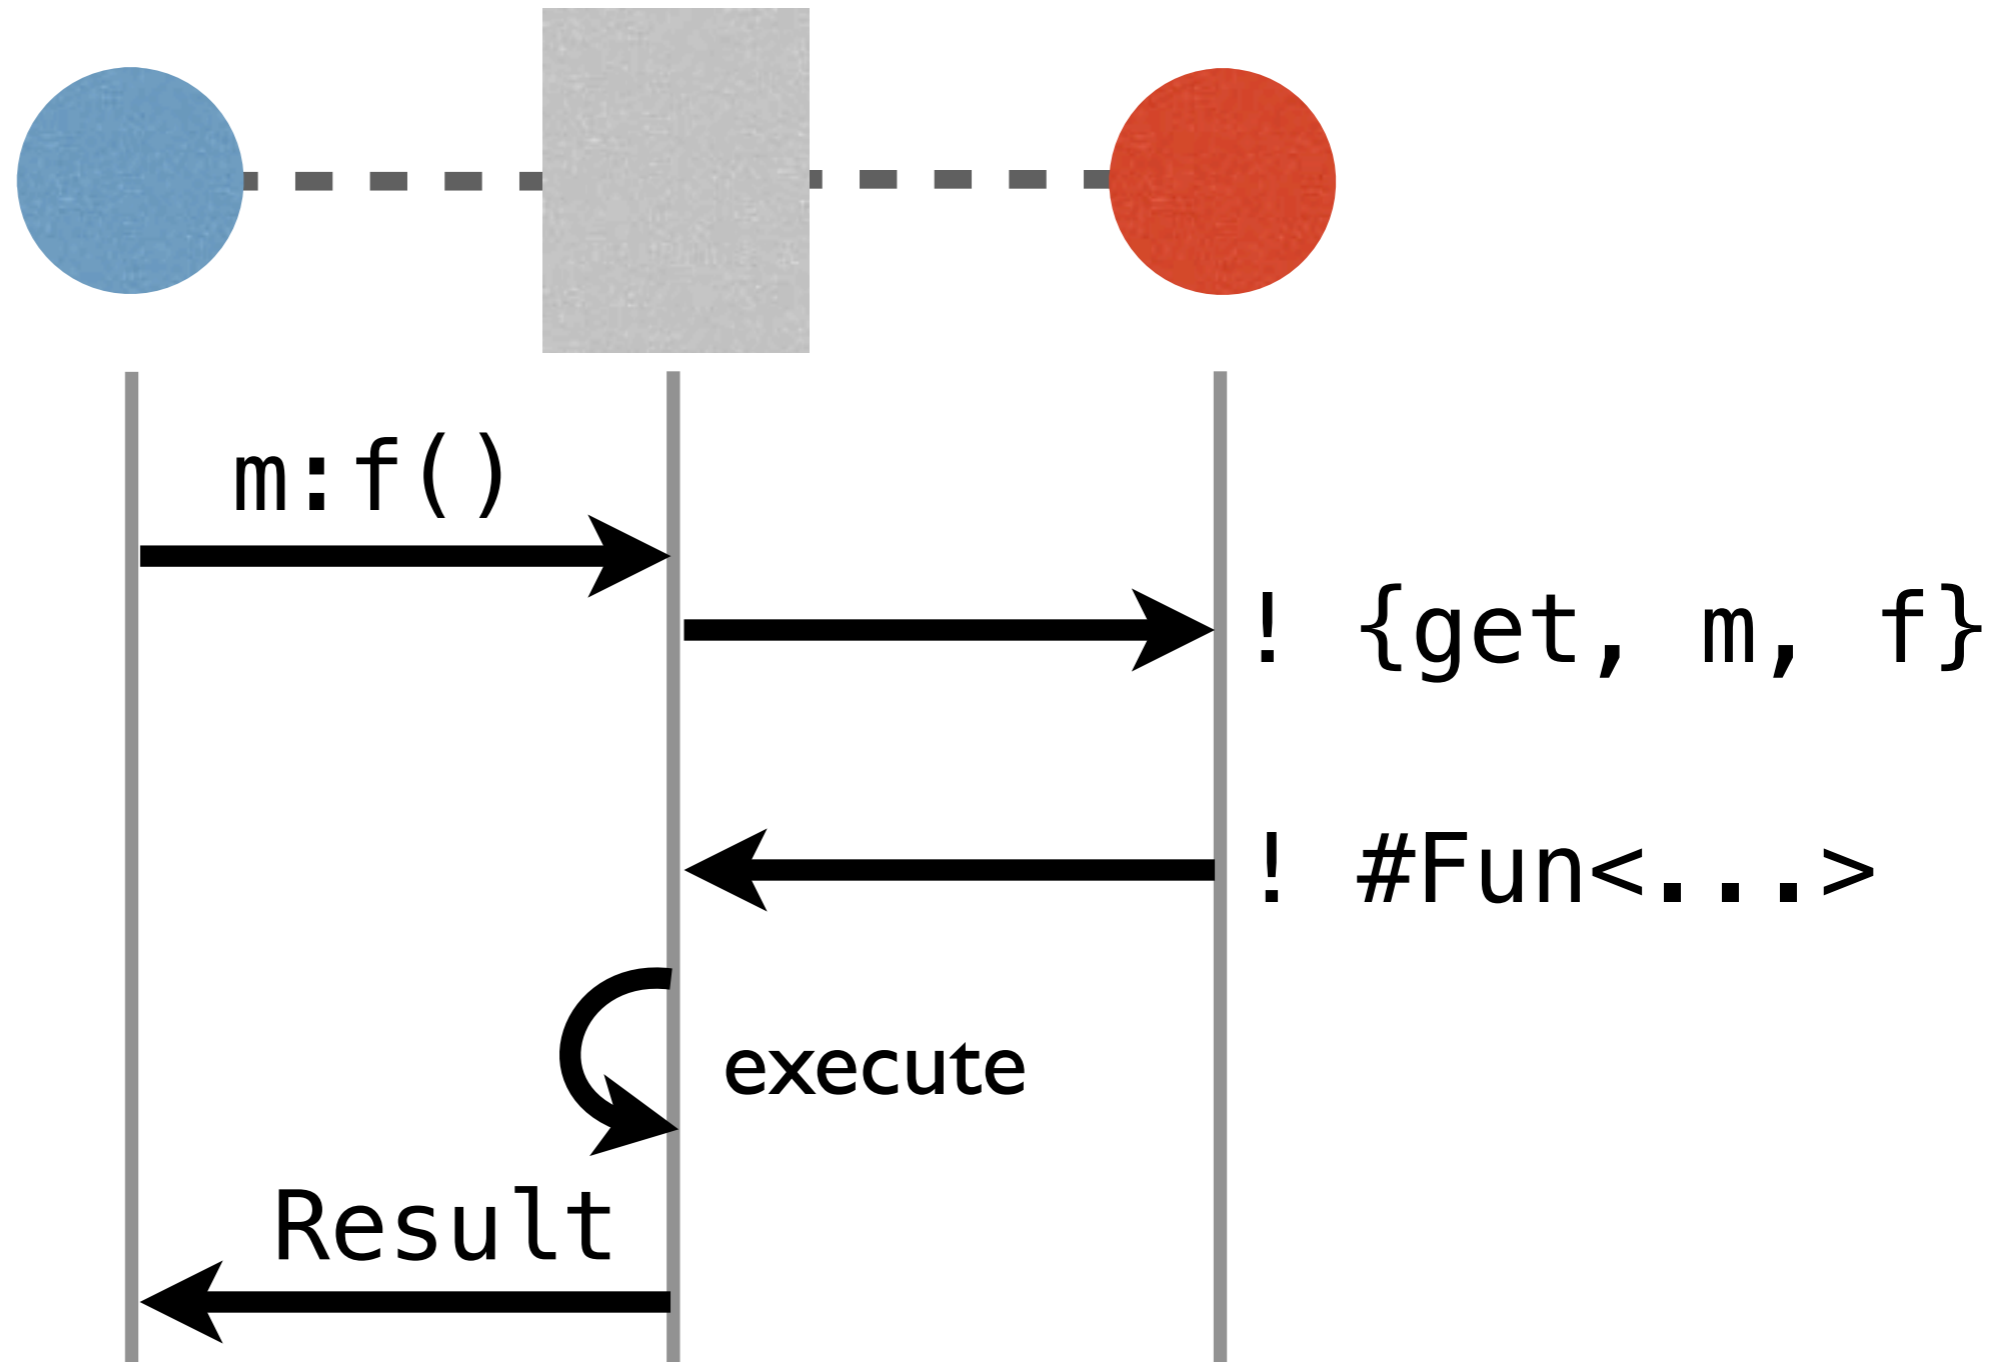 m:f()
! {get, m, f}
! #Fun<...>
execute
Result